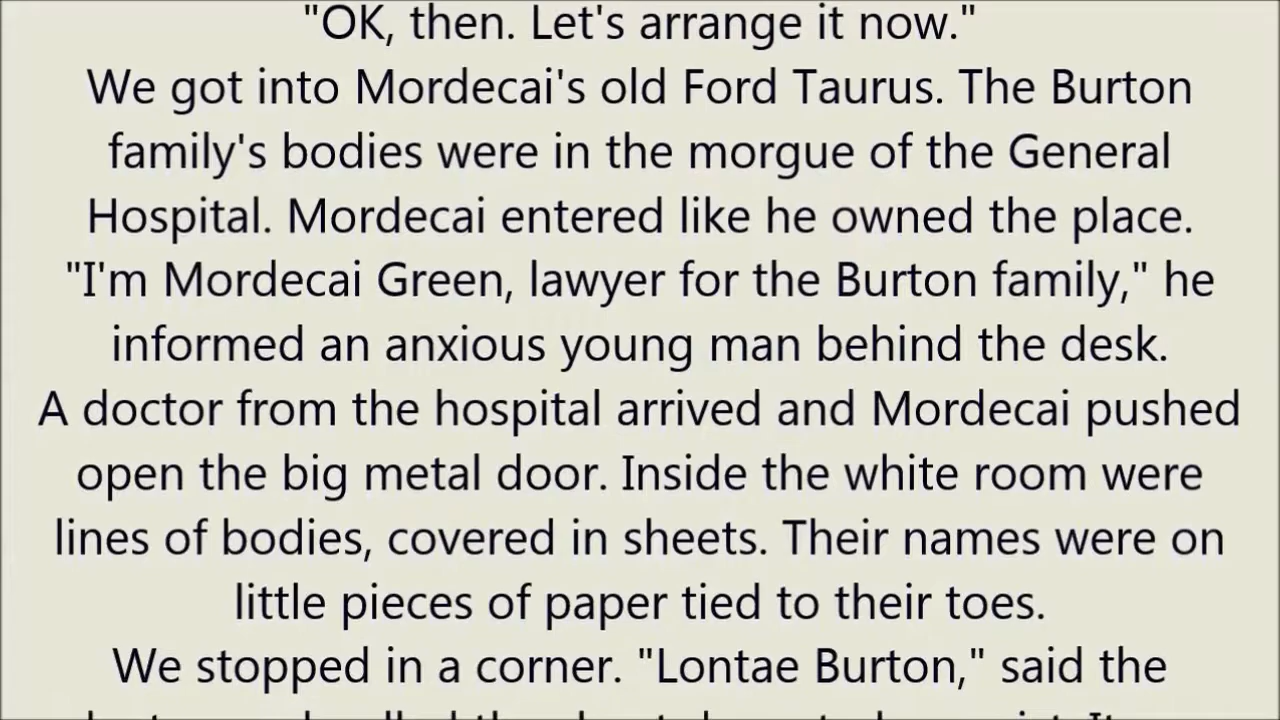 "OK, then. Let's arrange it now."
We got into Mordecai's old Ford Taurus. The Burton
family's bodies were in the morgue of the General
Hospital. Mordecai entered like he owned the place.
"I'm Mordecai Green, lawyer for the Burton family," he
informed an anxious young man behind the desk.
A doctor from the hospital arrived and Mordecai pushed
open the big metal door. Inside the white room were
lines of bodies, covered in sheets. Their names were on
little pieces of paper tied to their toes.
We stopped in a corner. "Lontae Burton," said the